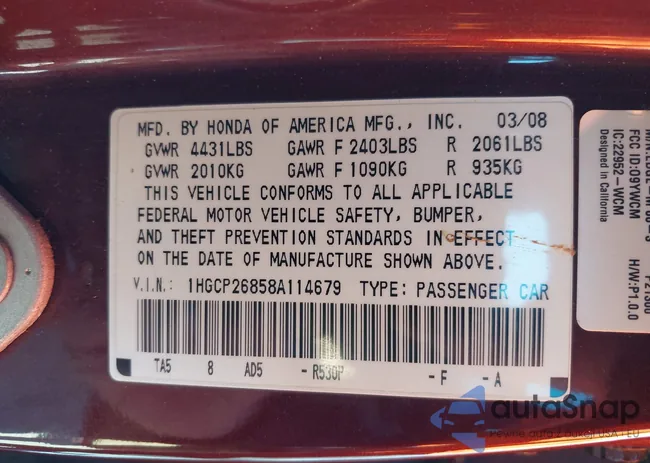 MFD. BY HONDA OF AMERICA MFG., INC. 03/08
GVWR 4431LBS GAWR F 2403LBS R 2061LBS
GVWR 2010KG GAWR F 1090KG R 935KG
THIS VEHICLE CONFORMS TO ALL APPLICABLE
FEDERAL MOTOR VEHICLE SAFETY, BUMPER,
AND THEFT PREVENTION STANDARDS IN EFFECT
ON THE DATE OF MANUFACTURE SHOWN ABOVE.
V.I.N.: 1HGCP26858A114679 TYPE: PASSENGER CAR
TA5 8 AD5 -R530P -F -A
FCC ID:O9YWCM
IC:22952-WCM
Designed in California
H/W:P1.0.0
autoSnap